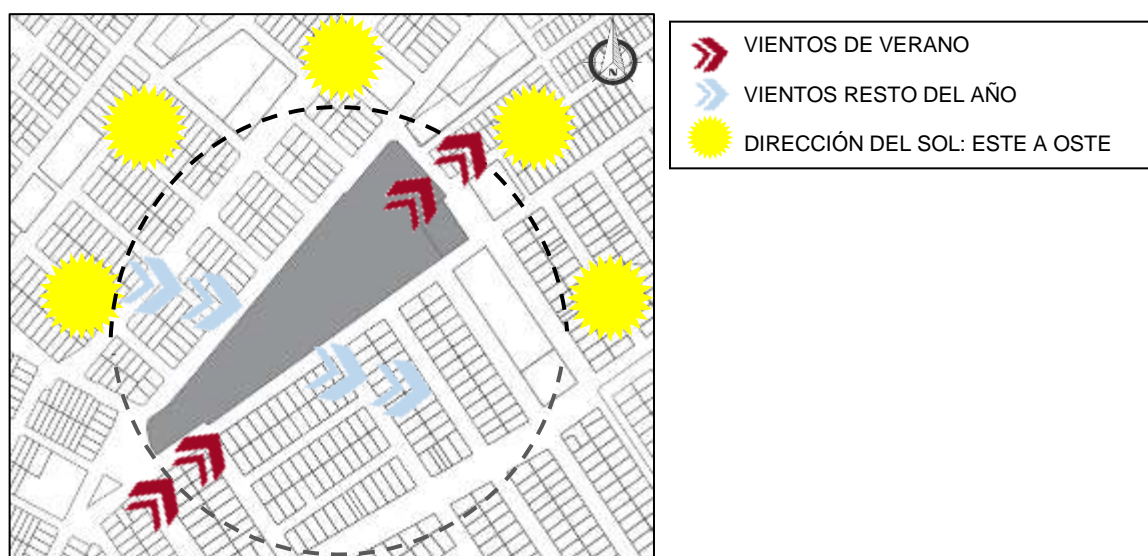 N
VIENTOS DE VERANO
VIENTOS RESTO DEL AÑO
DIRECCIÓN DEL SOL: ESTE A OSTE